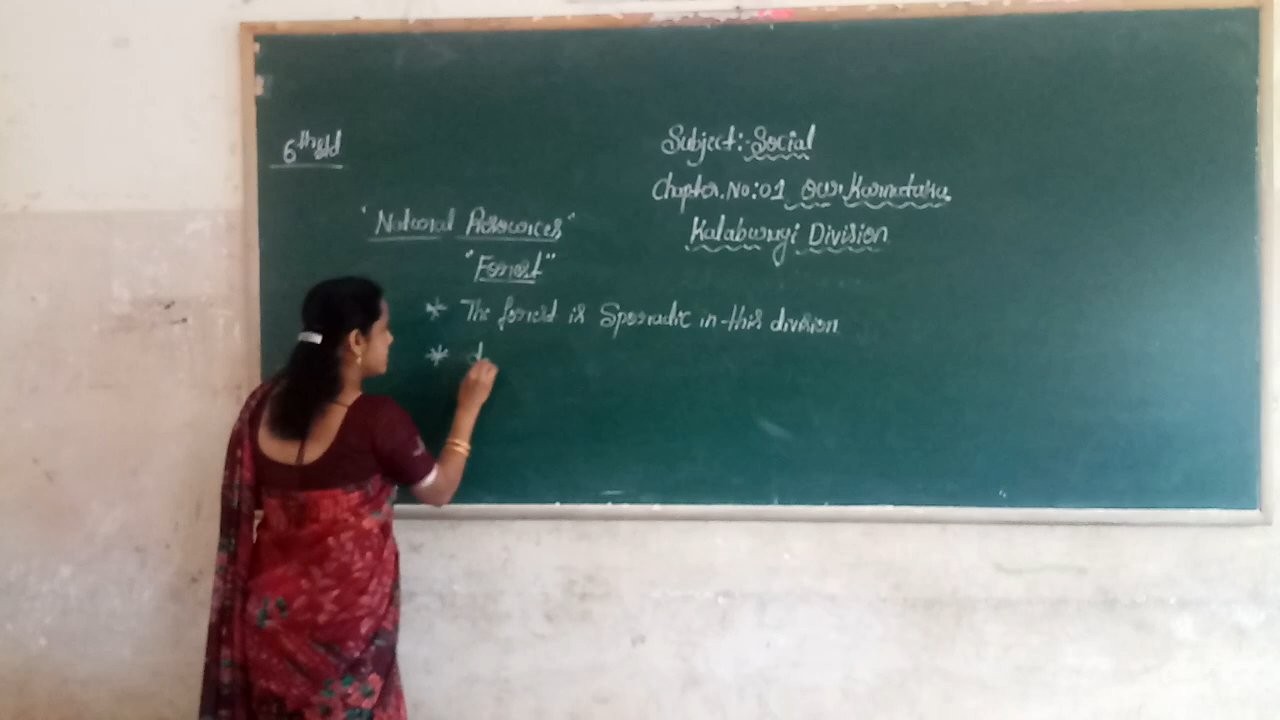 6th std
Subject:- Social
Chapter.No:01 Our Karnataka
Kalaburagi Division
"Natural Resources"
"Forest"
* The forest is Sporadic in this division
*